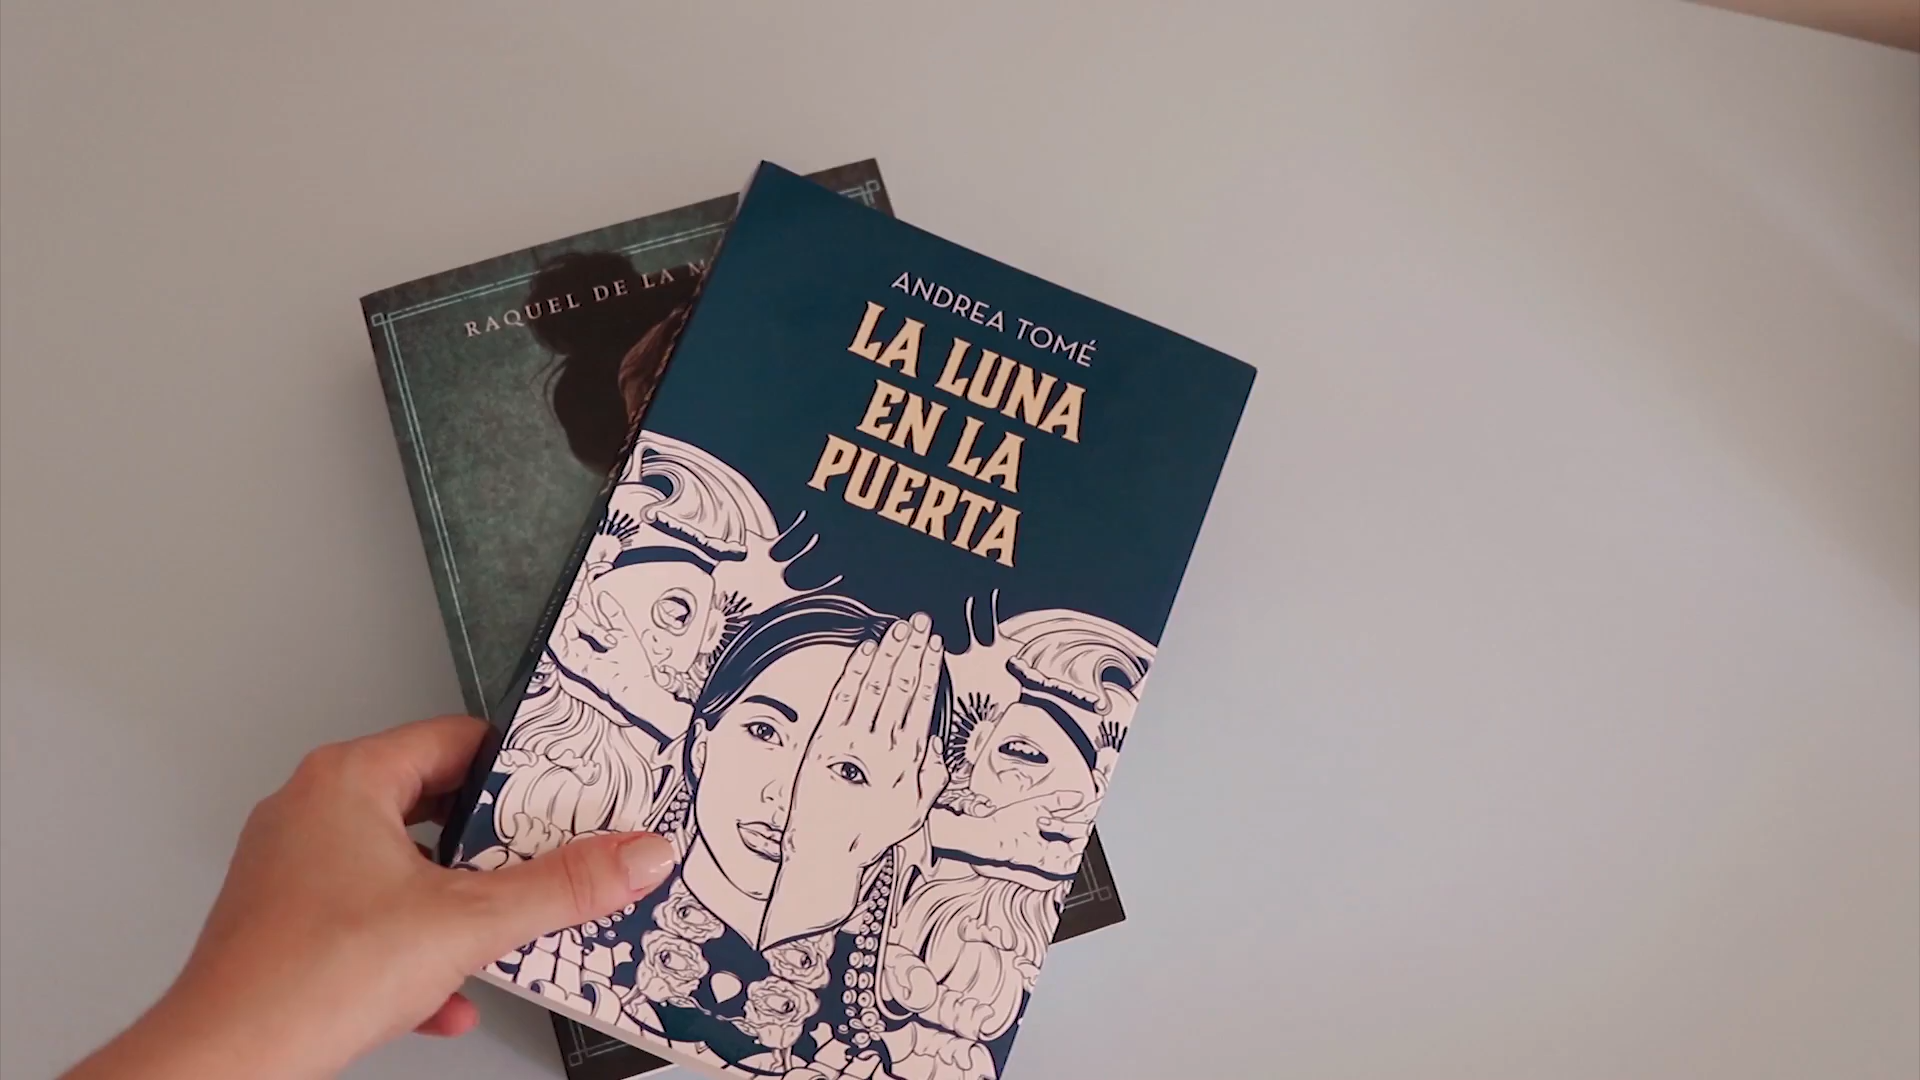 RAQUEL DE LA
ANDREA TOMÉ
LA LUNA
EN LA
PUERTA